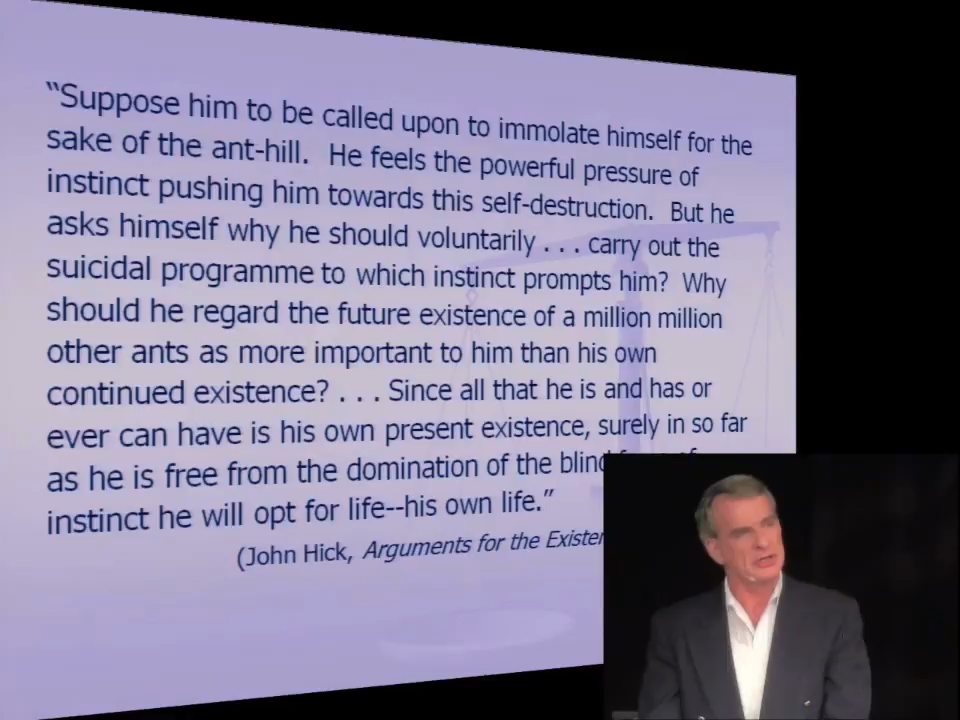 “Suppose him to be called upon to immolate himself for the
sake of the ant-hill. He feels the powerful pressure of
instinct pushing him towards this self-destruction. But he
asks himself why he should voluntarily . . . carry out the
suicidal programme to which instinct prompts him? Why
should he regard the future existence of a million million
other ants as more important to him than his own
continued existence? . . . Since all that he is and has or
ever can have is his own present existence, surely in so far
as he is free from the domination of the blind
instinct he will opt for life--his own life.”
(John Hick, Arguments for the